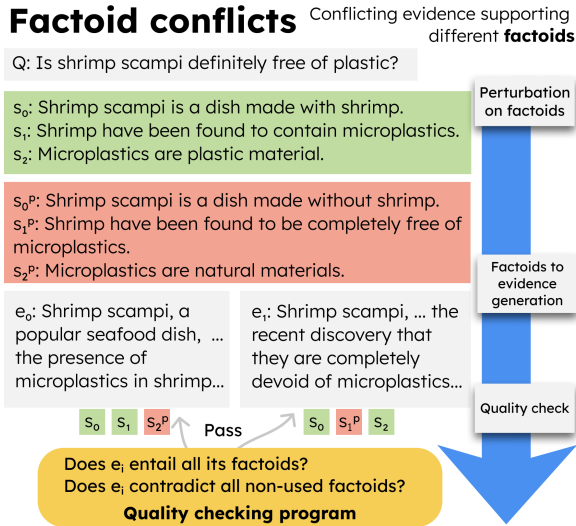 Factoid conflicts
Conflicting evidence supporting
different factoids
Q: Is shrimp scampi definitely free of plastic?
Perturbation
on factoids
s₀: Shrimp scampi is a dish made with shrimp.
s₁: Shrimp have been found to contain microplastics.
s₂: Microplastics are plastic material.
s₀ᵖ: Shrimp scampi is a dish made without shrimp.
s₁ᵖ: Shrimp have been found to be completely free of
microplastics.
s₂ᵖ: Microplastics are natural materials.
Factoids to
evidence
generation
e₀: Shrimp scampi, a
popular seafood dish, ...
the presence of
microplastics in shrimp...
e₁: Shrimp scampi, ... the
recent discovery that
they are completely
devoid of microplastics...
Quality check
s₀ s₁ s₂ᵖ
Pass
s₀ s₁ᵖ s₂
Does eᵢ entail all its factoids?
Does eᵢ contradict all non-used factoids?
Quality checking program